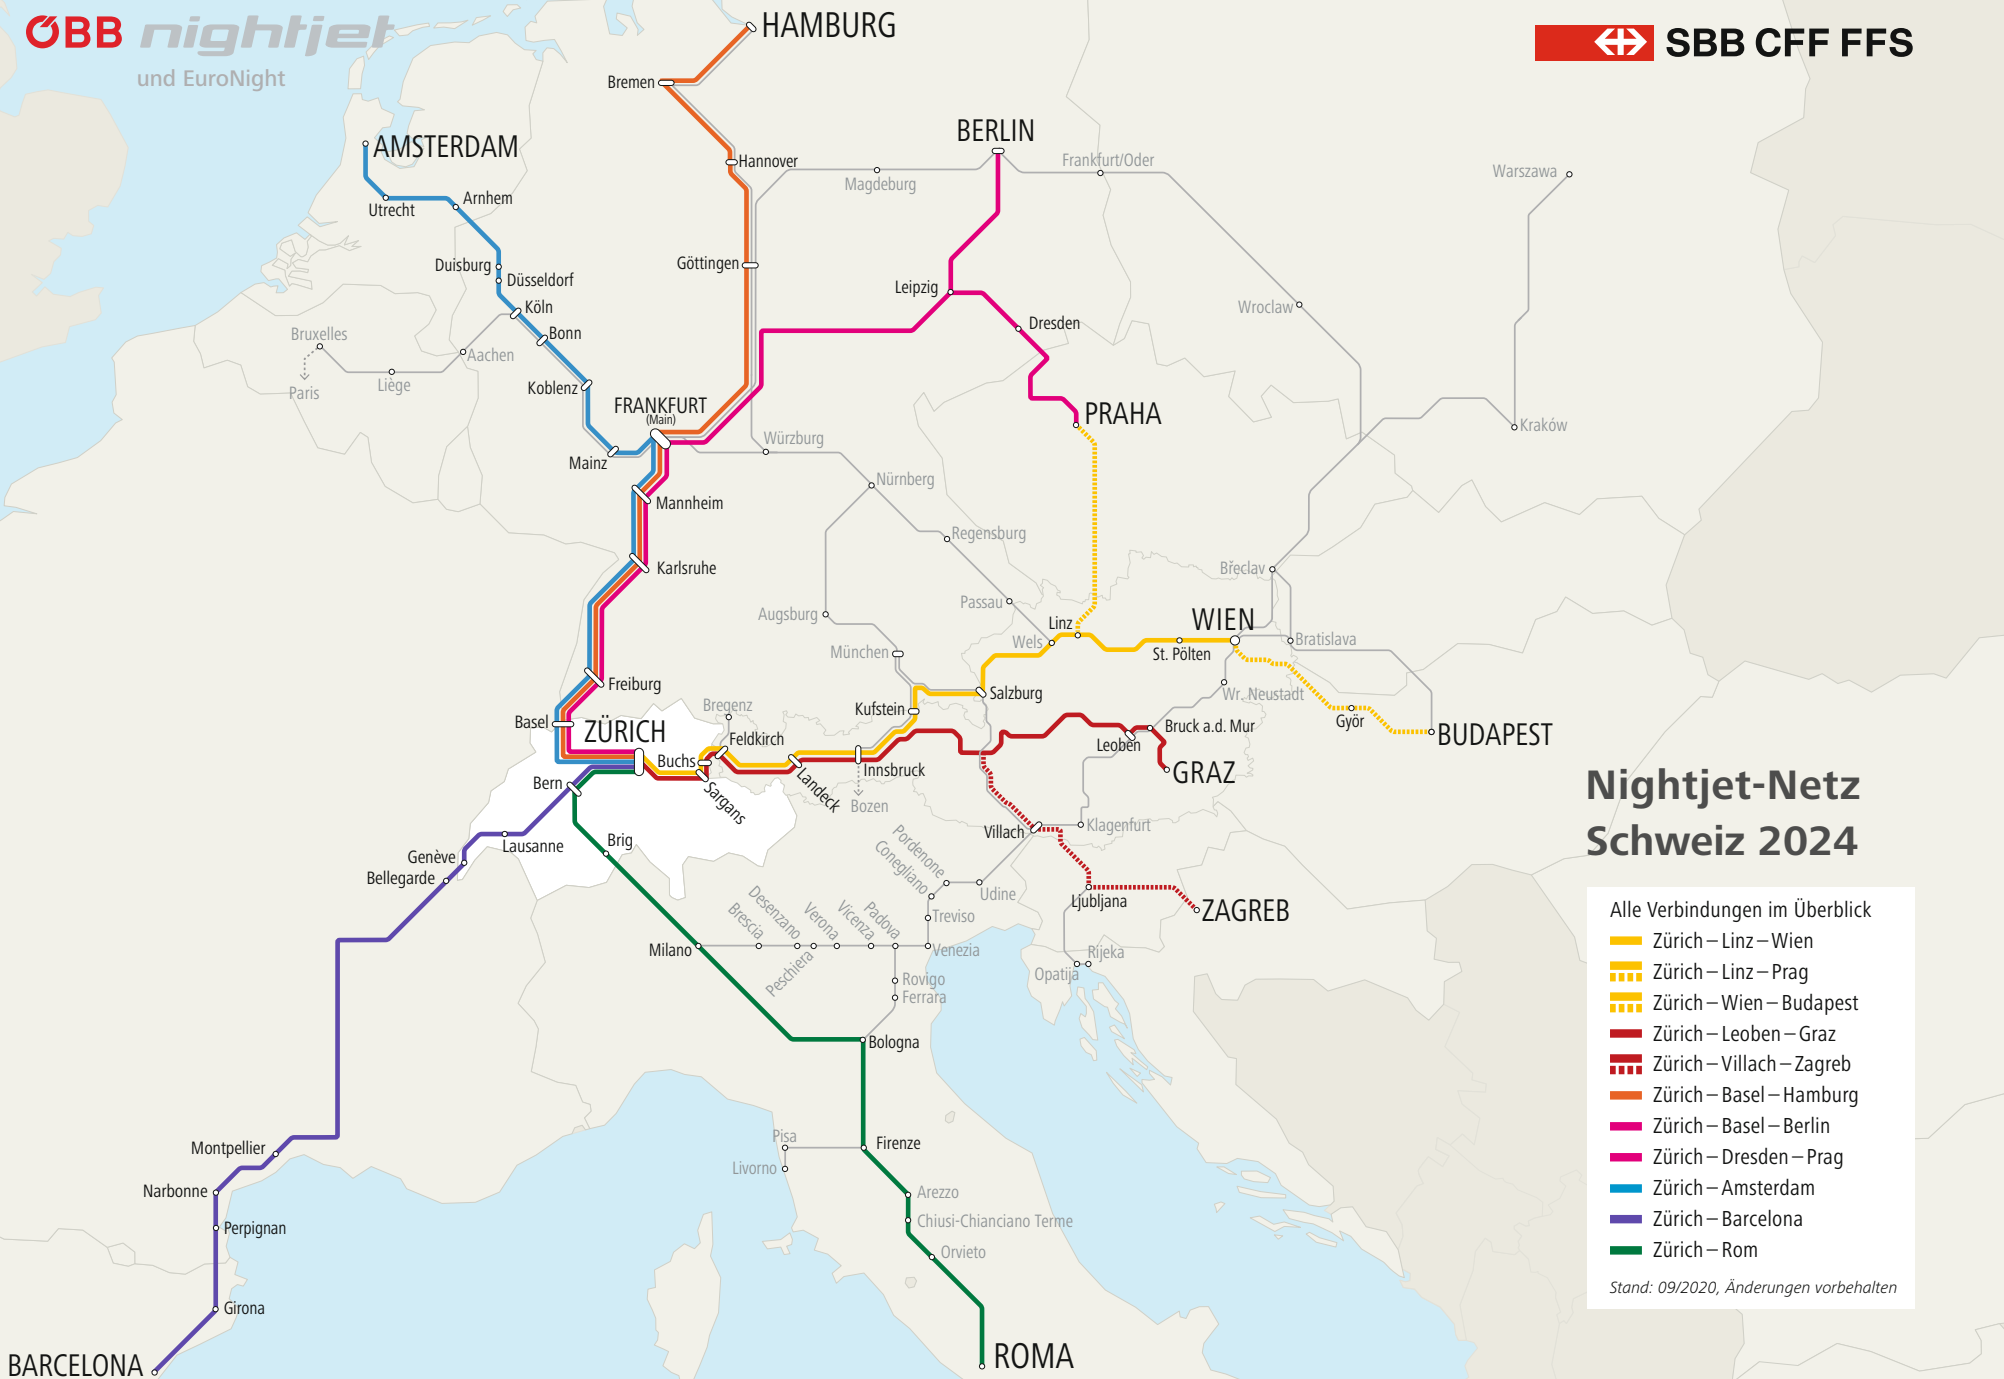 ÖBB nightjet
und EuroNight
SBB CFF FFS
HAMBURG
Bremen
Hannover
AMSTERDAM
Utrecht
Arnhem
BERLIN
Magdeburg
Frankfurt/Oder
Warszawa
Göttingen
Duisburg
Düsseldorf
Köln
Bonn
Leipzig
Dresden
Wroclaw
Bruxelles
Aachen
Paris
Liège
Koblenz
FRANKFURT
(Main)
PRAHA
Kraków
Mainz
Würzburg
Nürnberg
Mannheim
Regensburg
Karlsruhe
Břeclav
Augsburg
Passau
Linz
WIEN
Wels
St. Pölten
Bratislava
München
Freiburg
Salzburg
Wr. Neustadt
Bregenz
Kufstein
Basel
ZÜRICH
Feldkirch
Győr
Bruck a.d. Mur
BUDAPEST
Leoben
Buchs
Innsbruck
GRAZ
Bern
Sargans
Landeck
Bozen
Villach
Klagenfurt
Lausanne
Brig
Genève
Bellegarde
Pordenone
Conegliano
Udine
Ljubljana
ZAGREB
Treviso
Brescia
Desenzano
Verona
Vicenza
Padova
Milano
Peschiera
Venezia
Rijeka
Opatija
Rovigo
Ferrara
Bologna
Montpellier
Pisa
Firenze
Livorno
Narbonne
Arezzo
Perpignan
Chiusi-Chianciano Terme
Orvieto
Girona
BARCELONA
ROMA
Nightjet-Netz
Schweiz 2024
Alle Verbindungen im Überblick
Zürich – Linz – Wien
Zürich – Linz – Prag
Zürich – Wien – Budapest
Zürich – Leoben – Graz
Zürich – Villach – Zagreb
Zürich – Basel – Hamburg
Zürich – Basel – Berlin
Zürich – Dresden – Prag
Zürich – Amsterdam
Zürich – Barcelona
Zürich – Rom
Stand: 09/2020, Änderungen vorbehalten